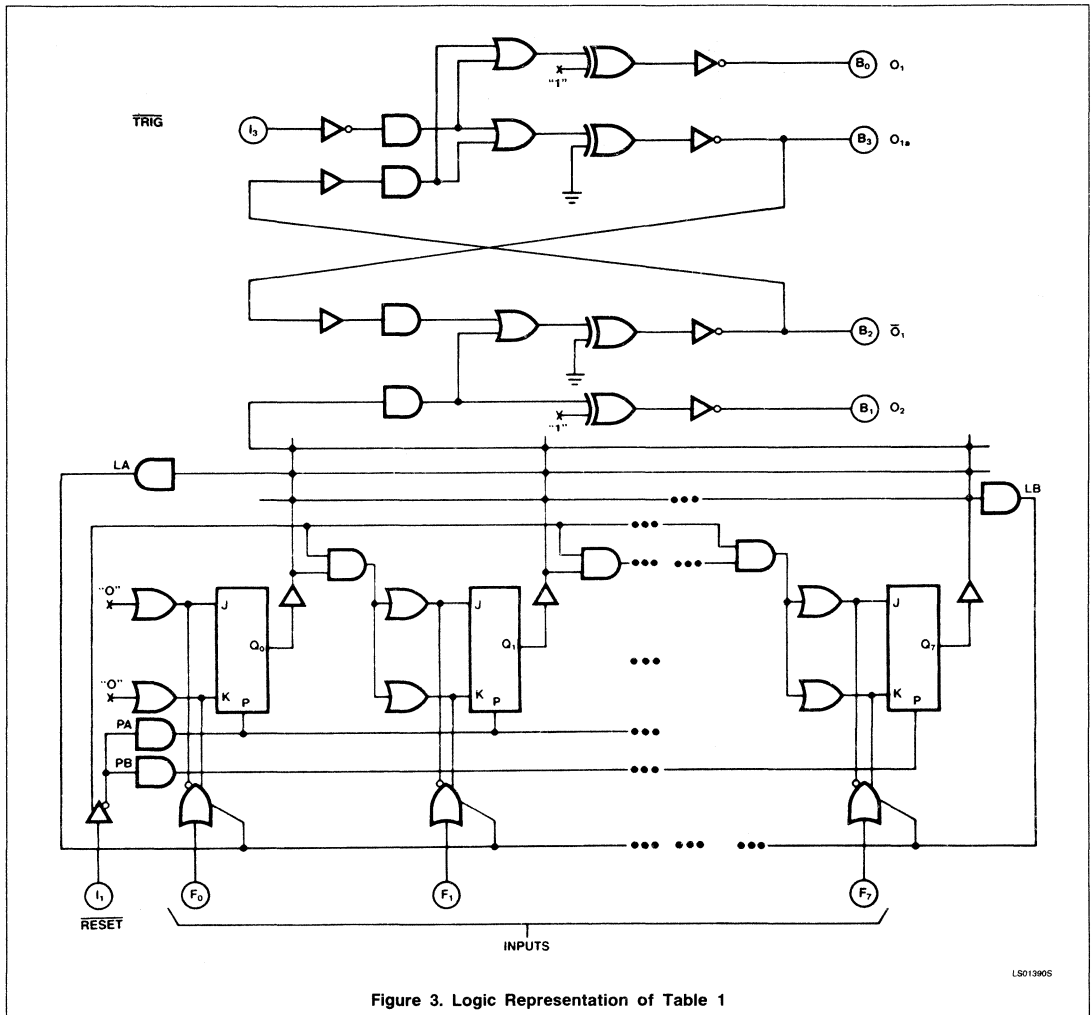 B₀ O₁
"1"
TRIG I₃
B₃ O₁ₐ
B₂ O̅₁
B₁ O₂
"1"
LA
LB
"O"
J
Q₀
"O"
K
P
J
Q₁
K
P
J
Q₇
K
P
PA
PB
I₁ F₀ F₁ F₇
RESET
INPUTS
LS01390S
Figure 3. Logic Representation of Table 1